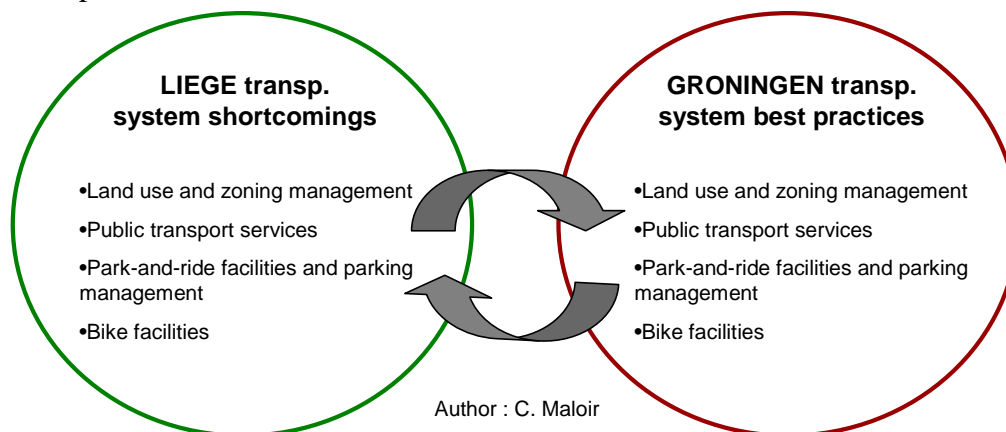 LIEGE transp.
system shortcomings
•Land use and zoning management
•Public transport services
•Park-and-ride facilities and parking
management
•Bike facilities
GRONINGEN transp.
system best practices
•Land use and zoning management
•Public transport services
•Park-and-ride facilities and parking
management
•Bike facilities
Author : C. Maloir